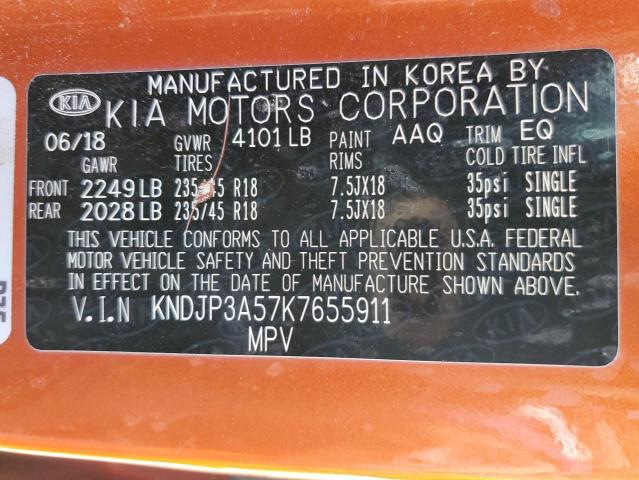 MANUFACTURED IN KOREA BY
KIA KIA MOTORS CORPORATION
06/18 GVWR 4101 LB PAINT AAQ TRIM EQ
GAWR TIRES RIMS COLD TIRE INFL
FRONT 2249 LB R18 7.5JX18 35psi SINGLE
REAR 2028 LB 235/45 R18 7.5JX18 35psi SINGLE
THIS VEHICLE CONFORMS TO ALL APPLICABLE U.S.A. FEDERAL
MOTOR VEHICLE SAFETY AND THEFT PREVENTION STANDARDS
IN EFFECT ON THE DATE OF MANUFACTURE SHOWN ABOVE.
V.I.N KNDJP3A57K7655911
MPV